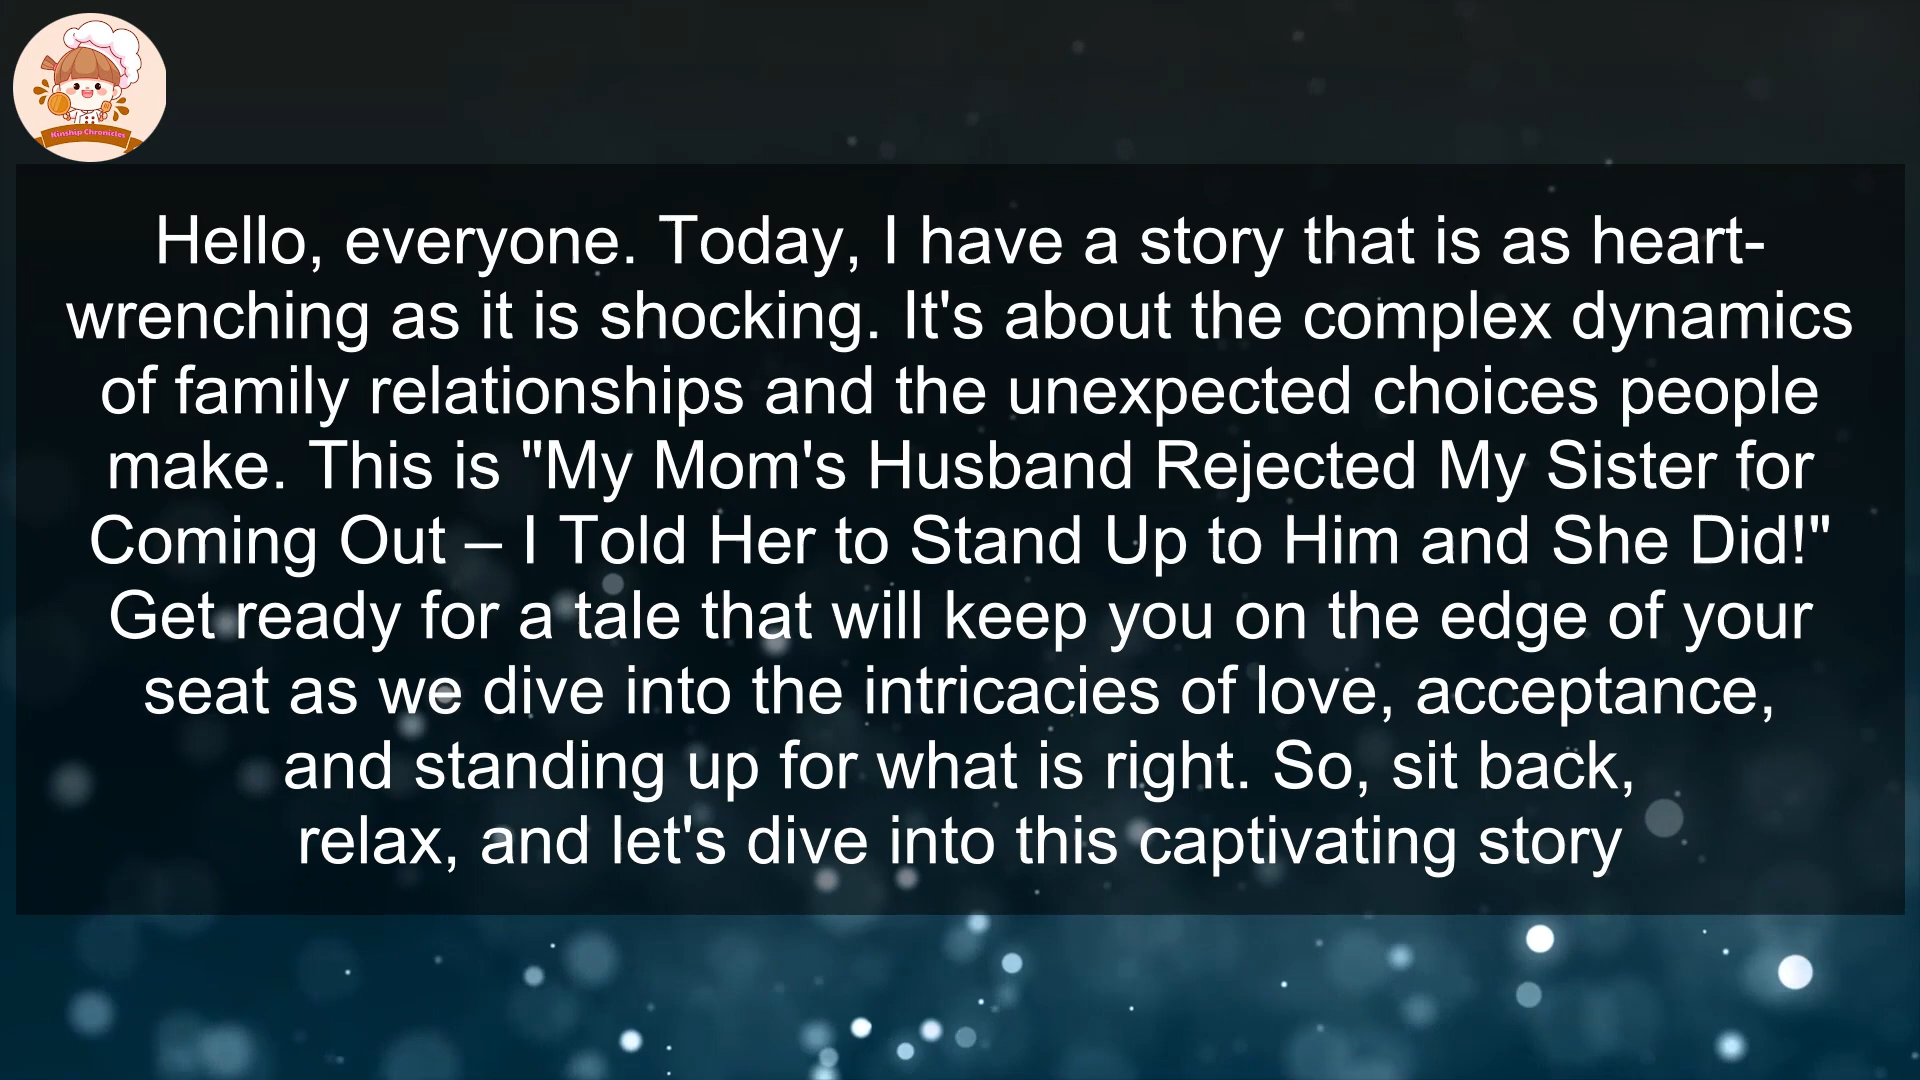 Kinship Chronicles
Hello, everyone. Today, I have a story that is as heart-
wrenching as it is shocking. It's about the complex dynamics
of family relationships and the unexpected choices people
make. This is "My Mom's Husband Rejected My Sister for
Coming Out – I Told Her to Stand Up to Him and She Did!"
Get ready for a tale that will keep you on the edge of your
seat as we dive into the intricacies of love, acceptance,
and standing up for what is right. So, sit back,
relax, and let's dive into this captivating story